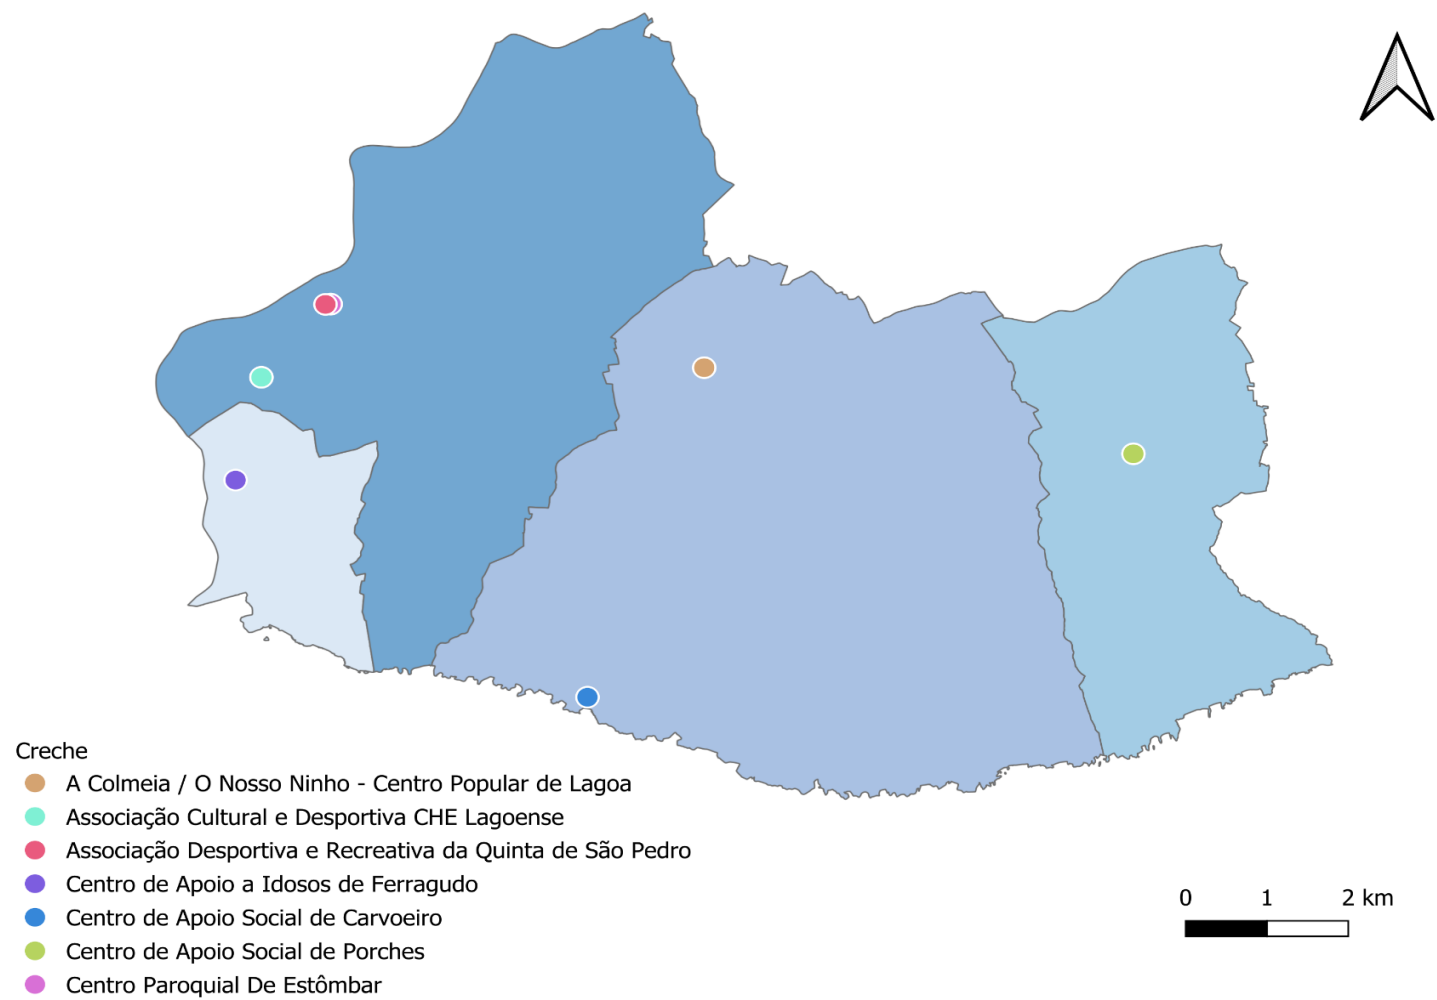 Creche
A Colmeia / O Nosso Ninho - Centro Popular de Lagoa
Associação Cultural e Desportiva CHE Lagoense
Associação Desportiva e Recreativa da Quinta de São Pedro
Centro de Apoio a Idosos de Ferragudo
Centro de Apoio Social de Carvoeiro
Centro de Apoio Social de Porches
Centro Paroquial De Estômbar
0 1 2 km